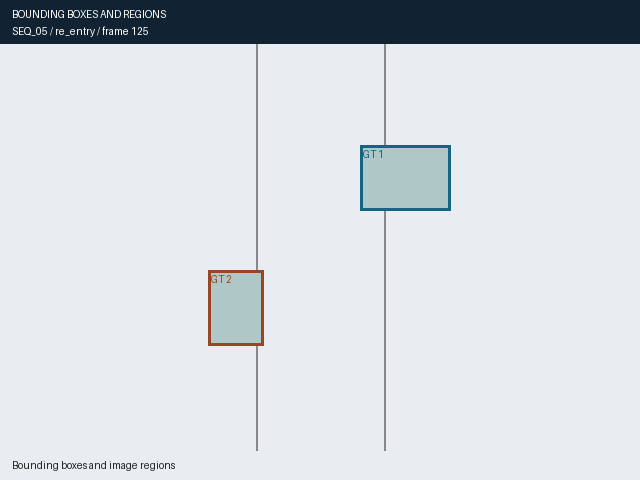 BOUNDING BOXES AND REGIONS
SEQ_05 / re_entry / frame 125
GT1
GT2
Bounding boxes and image regions